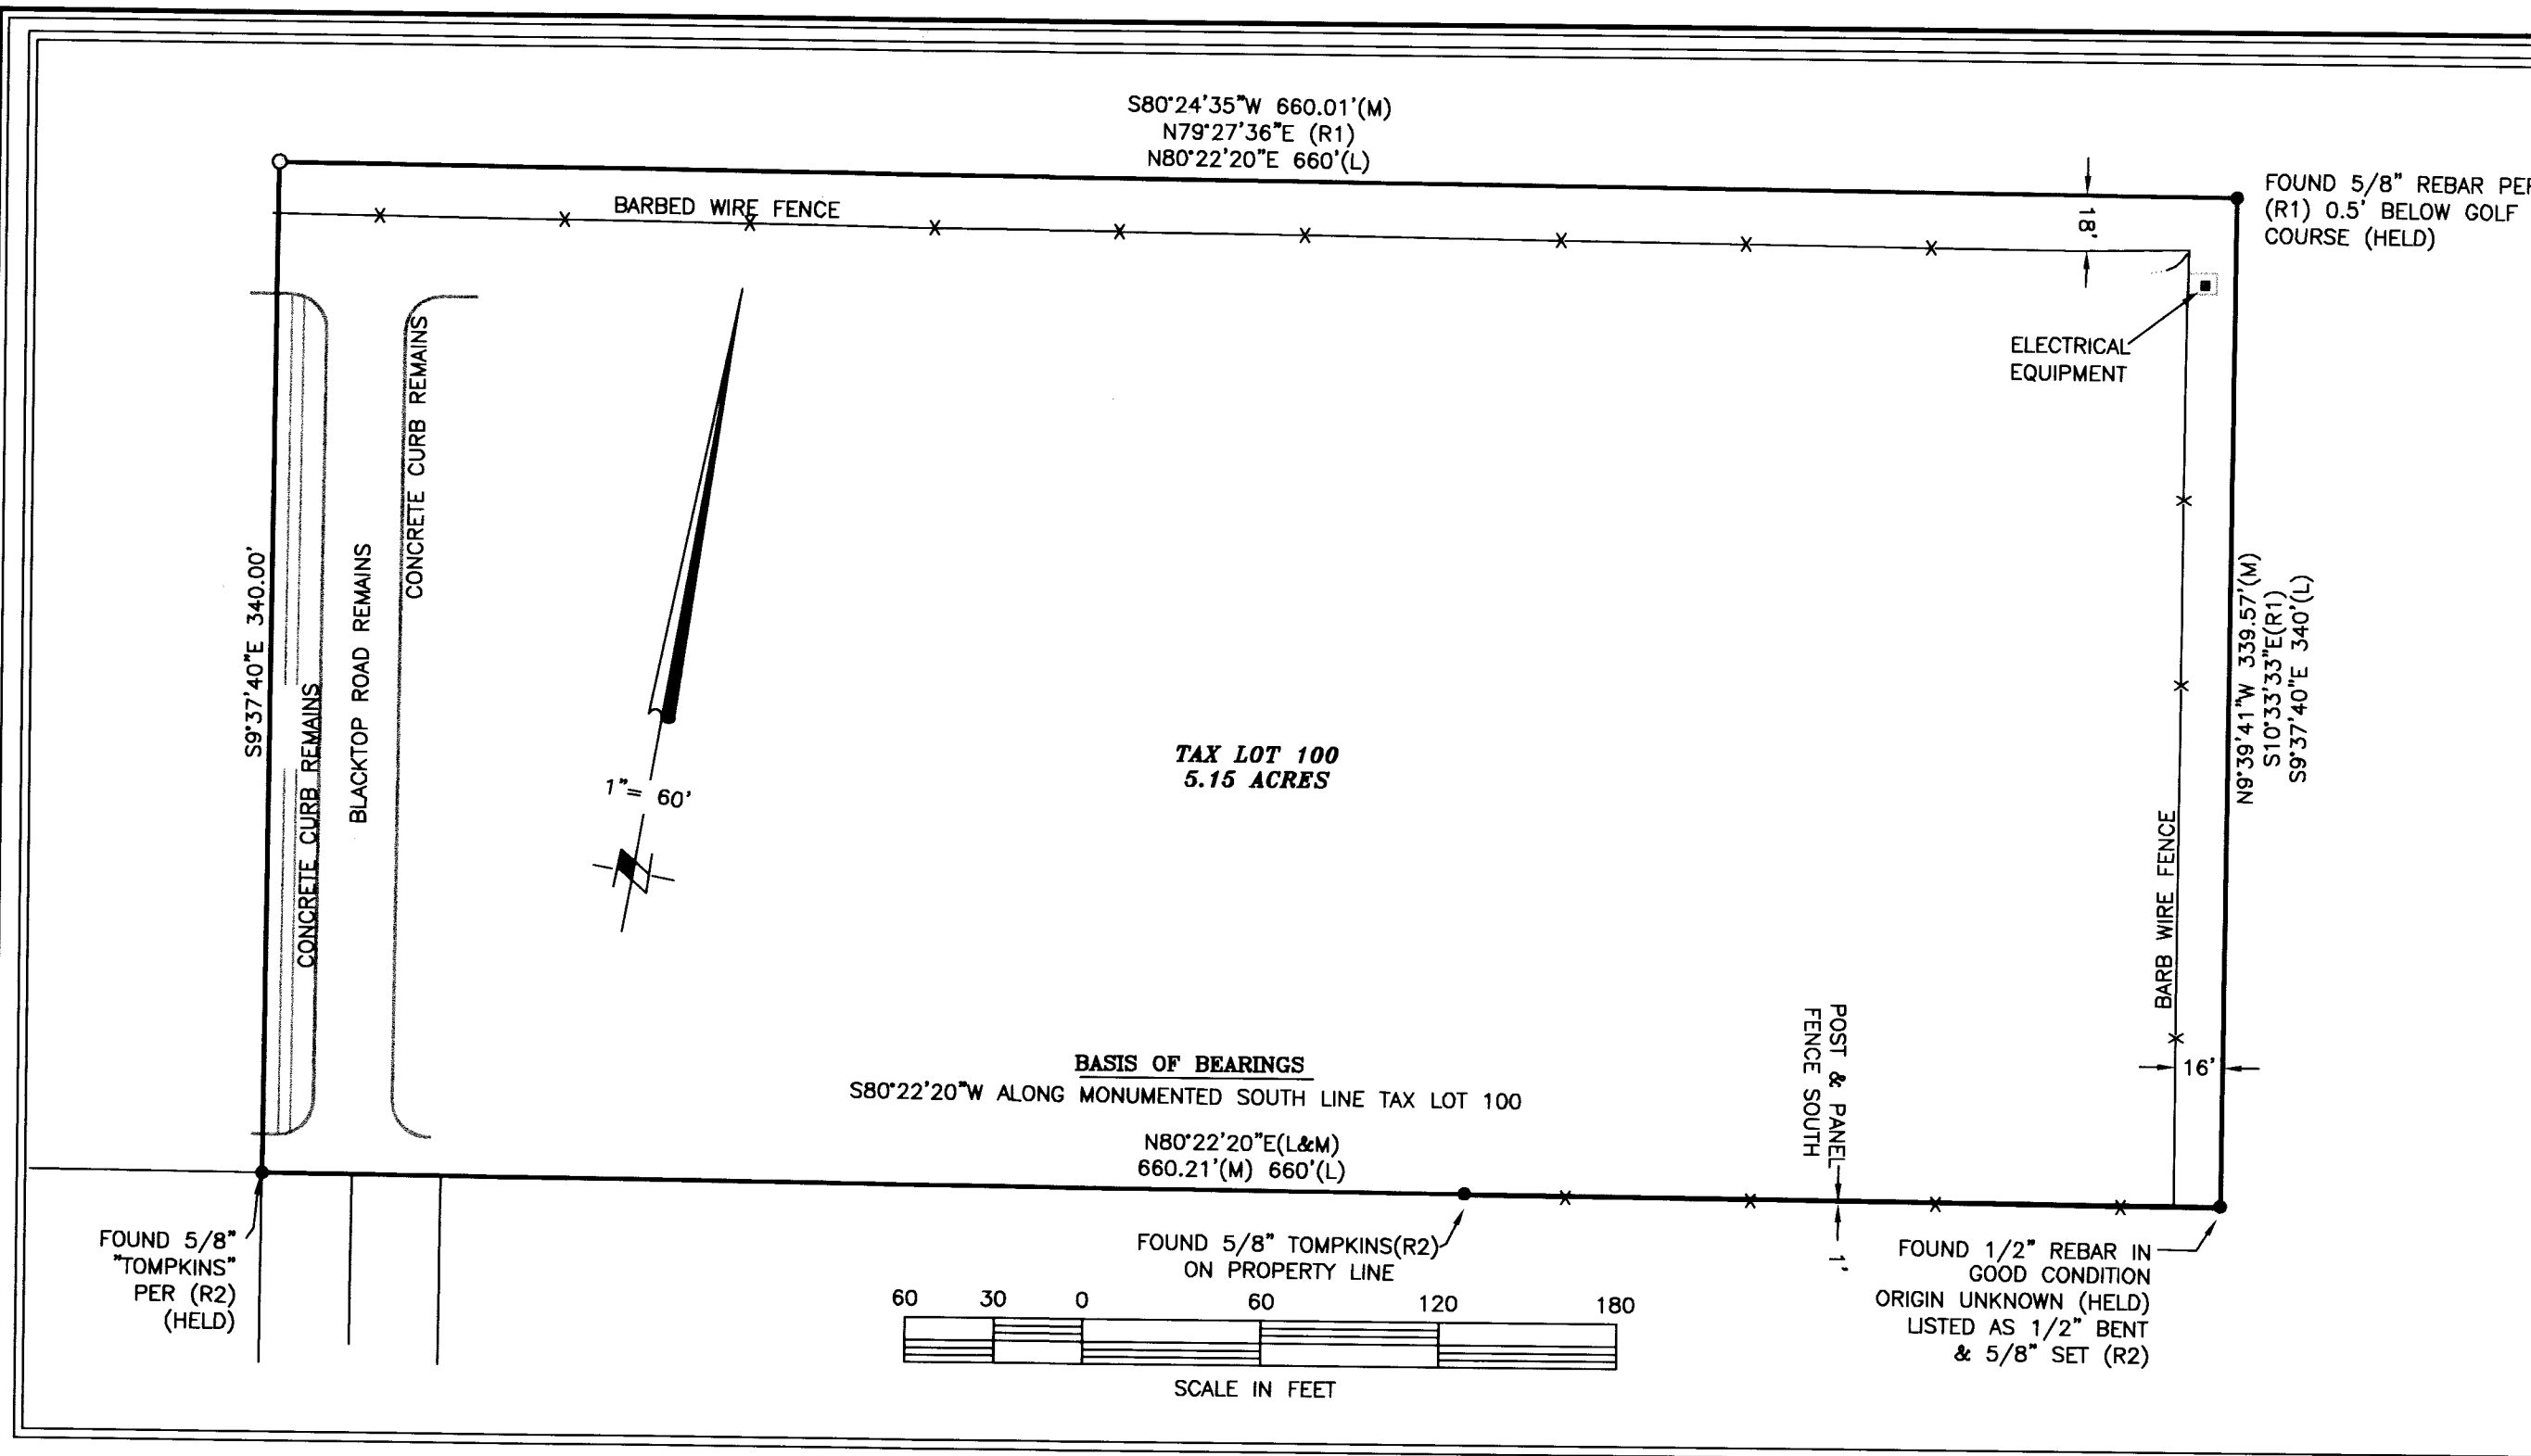 S80°24'35"W 660.01'(M)
N79°27'36"E (R1)
N80°22'20"E 660'(L)
BARBED WIRE FENCE
18'
FOUND 5/8" REBAR PER
(R1) 0.5' BELOW GOLF
COURSE (HELD)
ELECTRICAL
EQUIPMENT
S9°37'40"E 340.00'
CONCRETE CURB REMAINS
BLACKTOP ROAD REMAINS
CONCRETE CURB REMAINS
1"= 60'
N
TAX LOT 100
5.15 ACRES
N9°39'41"W 339.57'(M)
S10°33'33"E(R1)
S9°37'40"E 340'(L)
BARB WIRE FENCE
16'
POST & PANEL
FENCE SOUTH
1'
BASIS OF BEARINGS
S80°22'20"W ALONG MONUMENTED SOUTH LINE TAX LOT 100
N80°22'20"E(L&M)
660.21'(M) 660'(L)
FOUND 5/8"
"TOMPKINS"
PER (R2)
(HELD)
FOUND 5/8" TOMPKINS(R2)
ON PROPERTY LINE
FOUND 1/2" REBAR IN
GOOD CONDITION
ORIGIN UNKNOWN (HELD)
LISTED AS 1/2" BENT
& 5/8" SET (R2)
60 30 0 60 120 180
SCALE IN FEET